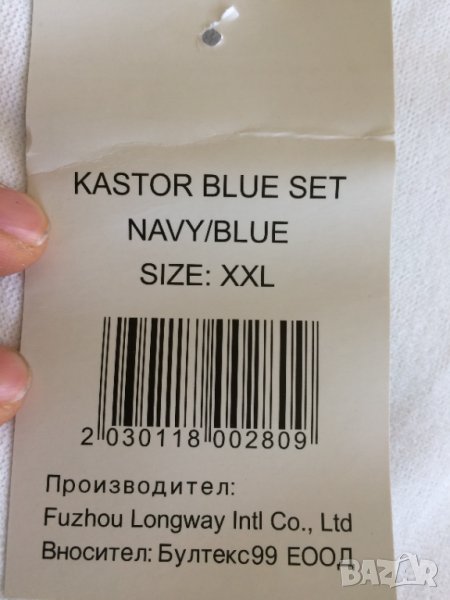 KASTOR BLUE SET
NAVY/BLUE
SIZE: XXL
2 030118 002809
Производител:
Fuzhou Longway Intl Co., Ltd
Вносител: Бултекс99 ЕООД
BAZAR